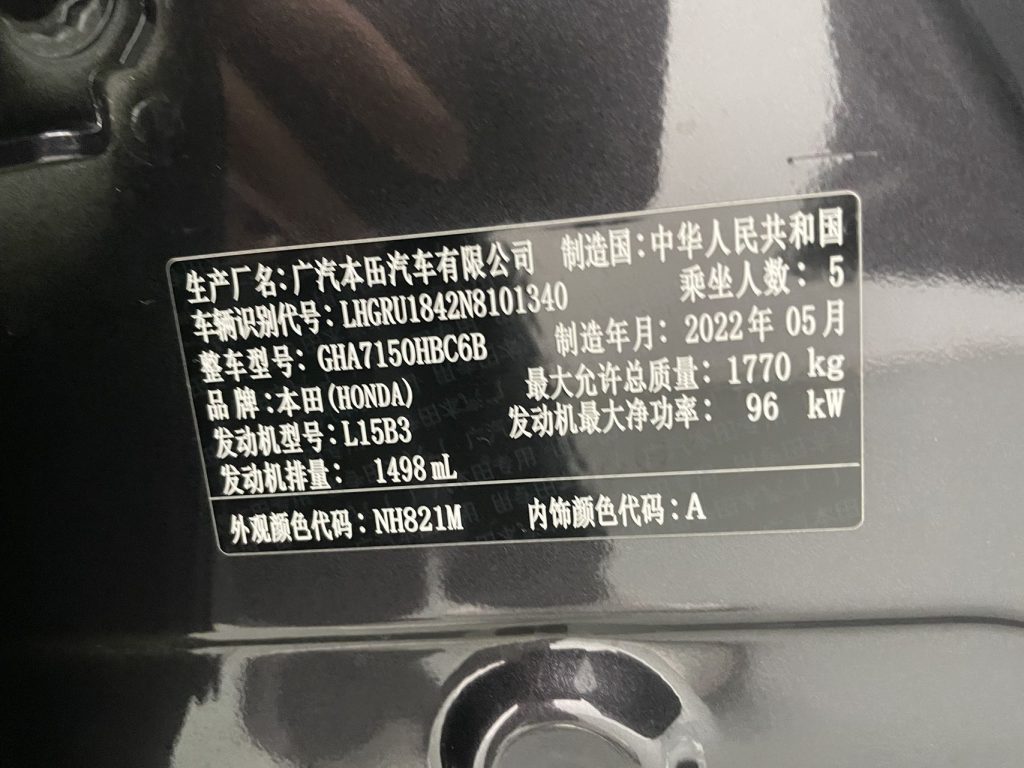 生产厂名:广汽本田汽车有限公司 制造国:中华人民共和国
车辆识别代号: LHGRU1842N8101340 乘坐人数: 5
整车型号: GHA7150HBC6B 制造年月: 2022年 05月
品 牌:本田(HONDA) 最大允许总质量: 1770 kg
发动机型号:L15B3 发动机最大净功率: 96 kW
发动机排量: 1498 mL
外观颜色代码: NH821M 内饰颜色代码: A